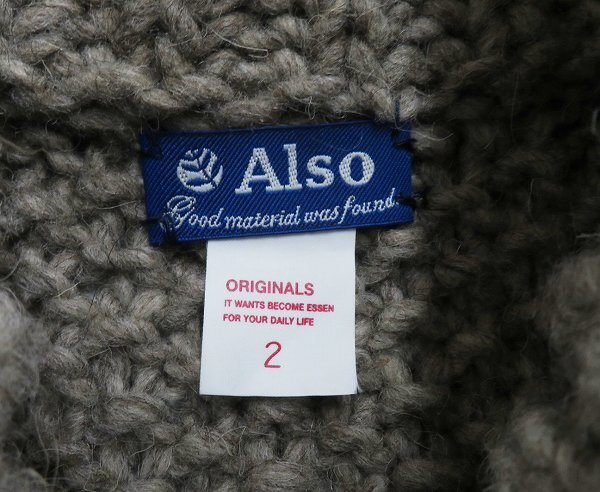 Also
Good material was found
ORIGINALS
IT WANTS BECOME ESSEN
FOR YOUR DAILY LIFE
2